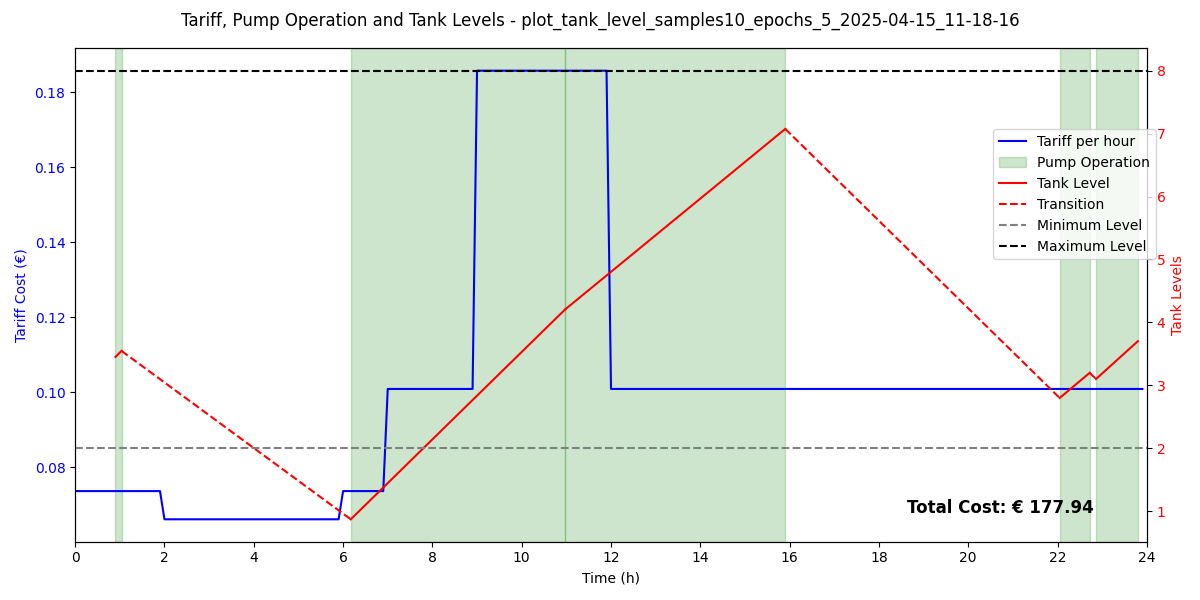 Tariff, Pump Operation and Tank Levels - plot_tank_level_samples10_epochs_5_2025-04-15_11-18-16
Tariff Cost (€)
0.18
0.16
0.14
0.12
0.10
0.08
8
7
6
5
4
3
2
1
Tank Levels
Tariff per hour
Pump Operation
Tank Level
Transition
Minimum Level
Maximum Level
Total Cost: € 177.94
0 2 4 6 8 10 12 14 16 18 20 22 24
Time (h)